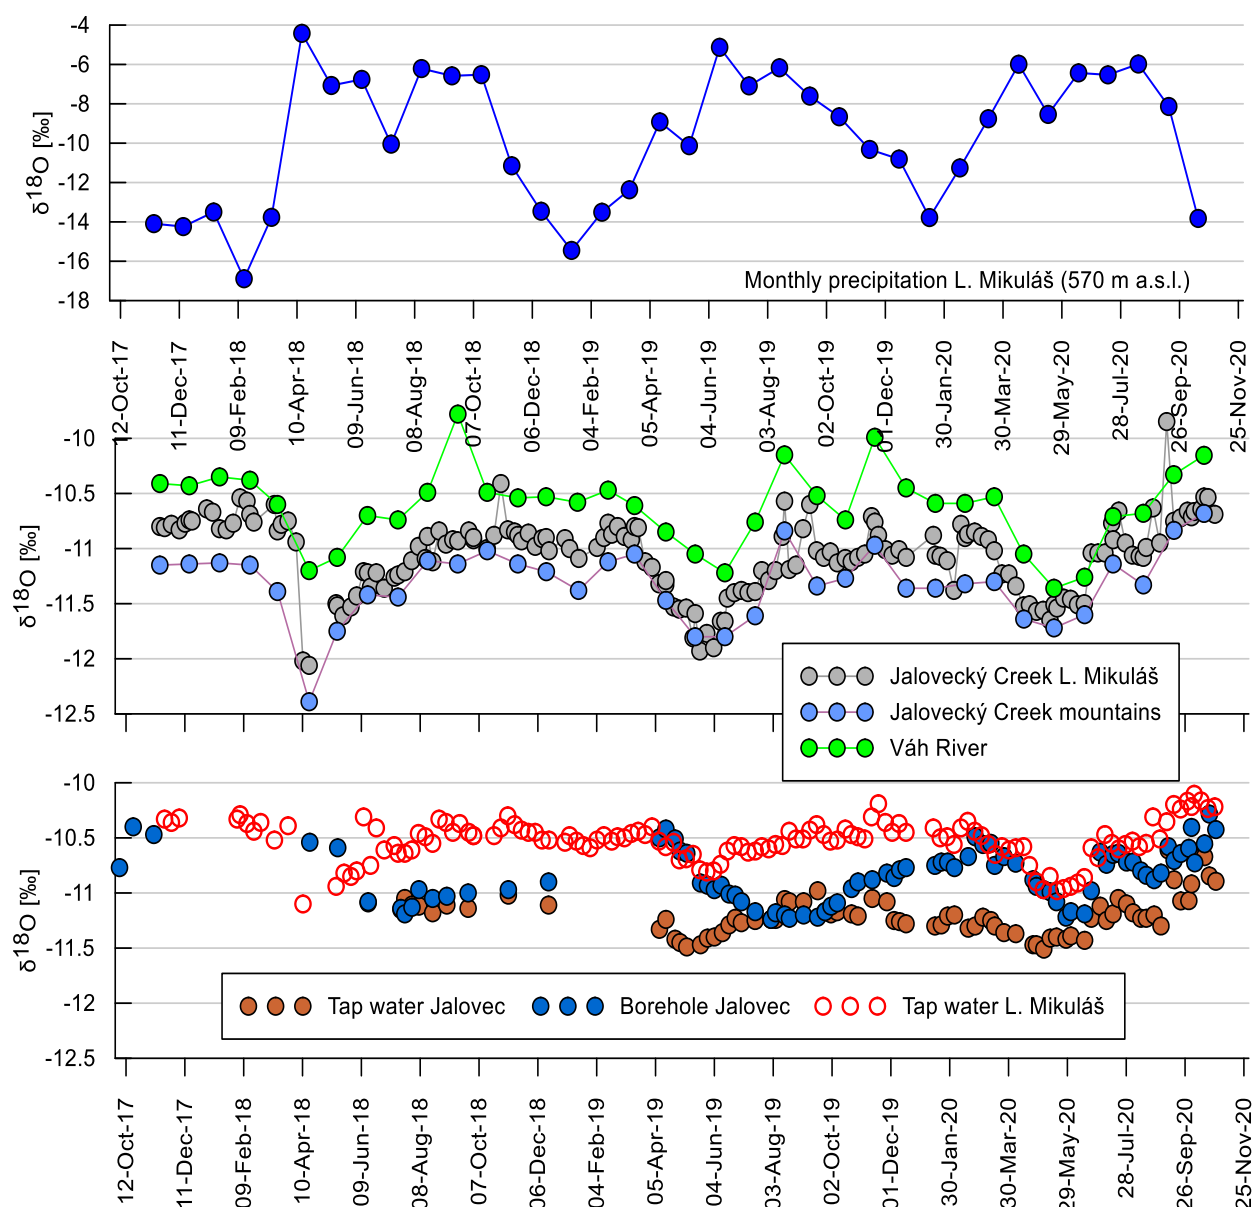 -4
-6
-8
-10
-12
-14
-16
-18
δ18O [‰]
Monthly precipitation L. Mikuláš (570 m a.s.l.)
12-Oct-17
11-Dec-17
09-Feb-18
10-Apr-18
09-Jun-18
08-Aug-18
07-Oct-18
06-Dec-18
04-Feb-19
05-Apr-19
04-Jun-19
03-Aug-19
02-Oct-19
01-Dec-19
30-Jan-20
30-Mar-20
29-May-20
28-Jul-20
26-Sep-20
25-Nov-20
-10
-10.5
-11
-11.5
-12
-12.5
δ18O [‰]
Jalovecký Creek L. Mikuláš
Jalovecký Creek mountains
Váh River
-10
-10.5
-11
-11.5
-12
-12.5
δ18O [‰]
Tap water Jalovec Borehole Jalovec Tap water L. Mikuláš
12-Oct-17
11-Dec-17
09-Feb-18
10-Apr-18
09-Jun-18
08-Aug-18
07-Oct-18
06-Dec-18
04-Feb-19
05-Apr-19
04-Jun-19
03-Aug-19
02-Oct-19
01-Dec-19
30-Jan-20
30-Mar-20
29-May-20
28-Jul-20
26-Sep-20
25-Nov-20